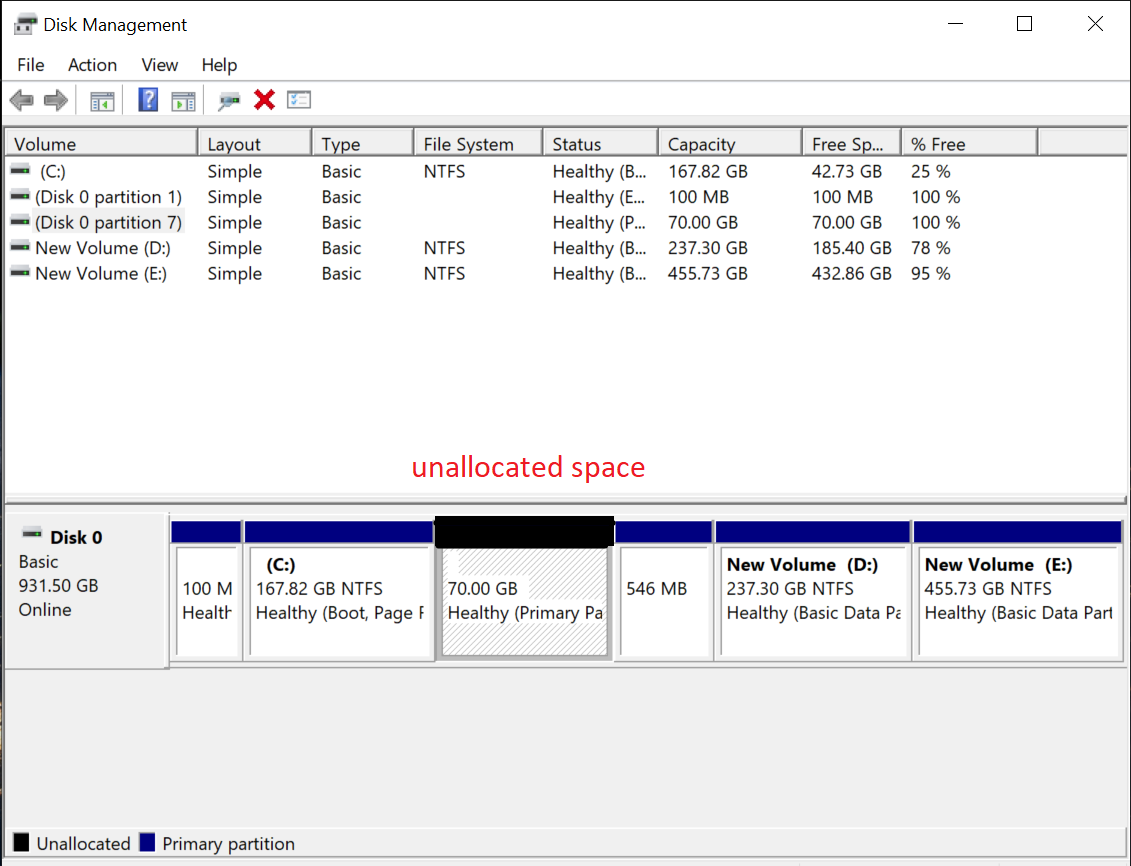 Disk Management
File Action View Help
Volume Layout Type File System Status Capacity Free Sp... % Free
(C:) Simple Basic NTFS Healthy (B... 167.82 GB 42.73 GB 25 %
(Disk 0 partition 1) Simple Basic Healthy (E... 100 MB 100 MB 100 %
(Disk 0 partition 7) Simple Basic Healthy (P... 70.00 GB 70.00 GB 100 %
New Volume (D:) Simple Basic NTFS Healthy (B... 237.30 GB 185.40 GB 78 %
New Volume (E:) Simple Basic NTFS Healthy (B... 455.73 GB 432.86 GB 95 %
unallocated space
Disk 0
Basic
931.50 GB
Online
100 M
Health
(C:)
167.82 GB NTFS
Healthy (Boot, Page F
70.00 GB
Healthy (Primary Pa
546 MB
New Volume (D:)
237.30 GB NTFS
Healthy (Basic Data Pa
New Volume (E:)
455.73 GB NTFS
Healthy (Basic Data Part
Unallocated Primary partition